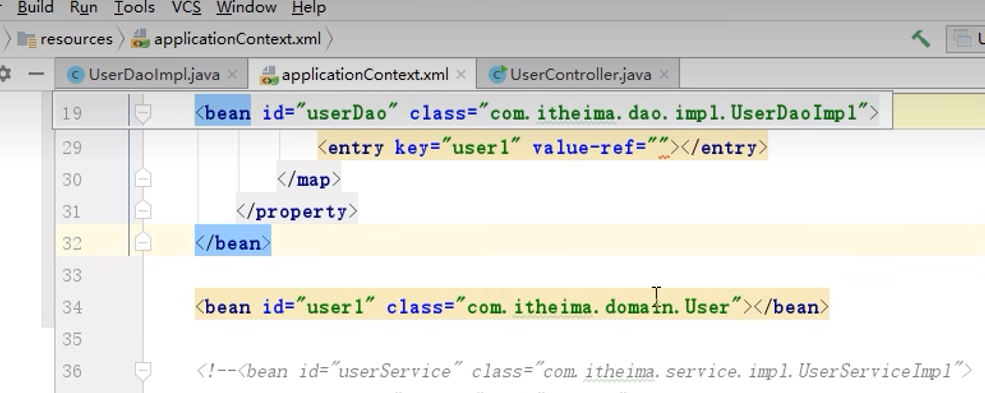 Build Run Tools VCS Window Help
resources applicationContext.xml
UserDaoImpl.java applicationContext.xml UserController.java
19 <bean id="userDao" class="com.itheima.dao.impl.UserDaoImpl">
29 <entry key="user1" value-ref=""></entry>
30 </map>
31 </property>
32 </bean>
33
34 <bean id="user1" class="com.itheima.domain.User"></bean>
35
36 <!--<bean id="userService" class="com.itheima.service.impl.UserServiceImpl">